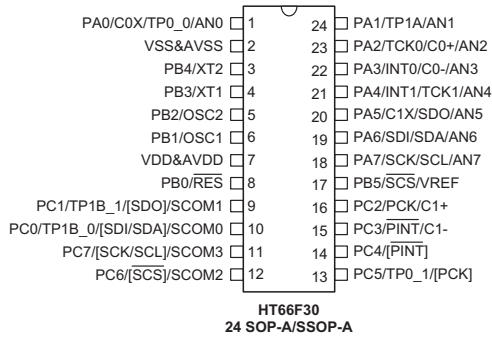 PA0/C0X/TP0_0/AN0 1 24 PA1/TP1A/AN1
VSS&AVSS 2 23 PA2/TCK0/C0+/AN2
PB4/XT2 3 22 PA3/INT0/C0-/AN3
PB3/XT1 4 21 PA4/INT1/TCK1/AN4
PB2/OSC2 5 20 PA5/C1X/SDO/AN5
PB1/OSC1 6 19 PA6/SDI/SDA/AN6
VDD&AVDD 7 18 PA7/SCK/SCL/AN7
PB0/RES 8 17 PB5/SCS/VREF
PC1/TP1B_1/[SDO]/SCOM1 9 16 PC2/PCK/C1+
PC0/TP1B_0/[SDI/SDA]/SCOM0 10 15 PC3/PINT/C1-
PC7/[SCK/SCL]/SCOM3 11 14 PC4/[PINT]
PC6/[SCS]/SCOM2 12 13 PC5/TP0_1/[PCK]
HT66F30
24 SOP-A/SSOP-A